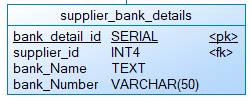 supplier_bank_details
bank_detail_id SERIAL <pk>
supplier_id INT4 <fk>
bank_Name TEXT
bank_Number VARCHAR(50)